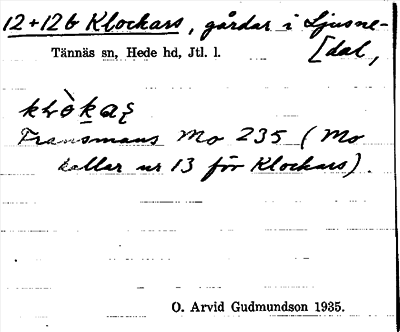 12+12b Klockars, gårdar i Ljusne-
[dal,
Tännäs sn, Hede hd, Jtl. l.
Fransmans Mo 235 (Mo
kallar nr 13 för Klockars).
O. Arvid Gudmundson 1935.